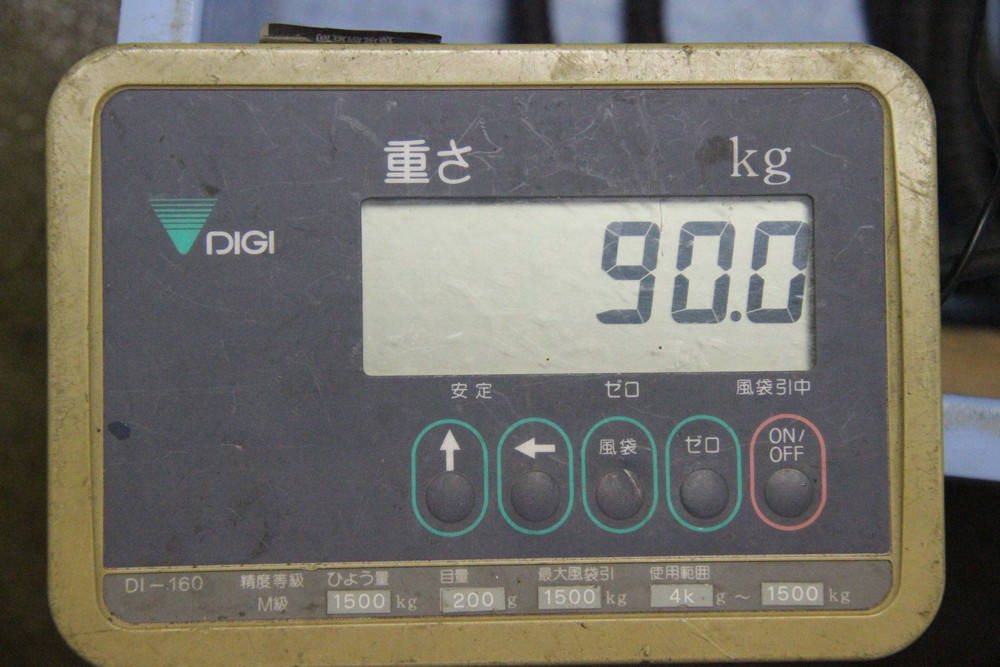 重さ kg
DIGI
90.0
安定 ゼロ 風袋引中
風袋 ゼロ ON/OFF
DI-160 精度等級 M級 ひょう量 1500 kg 目量 200 g 最大風袋引 1500 kg 使用範囲 4k g ～ 1500 kg